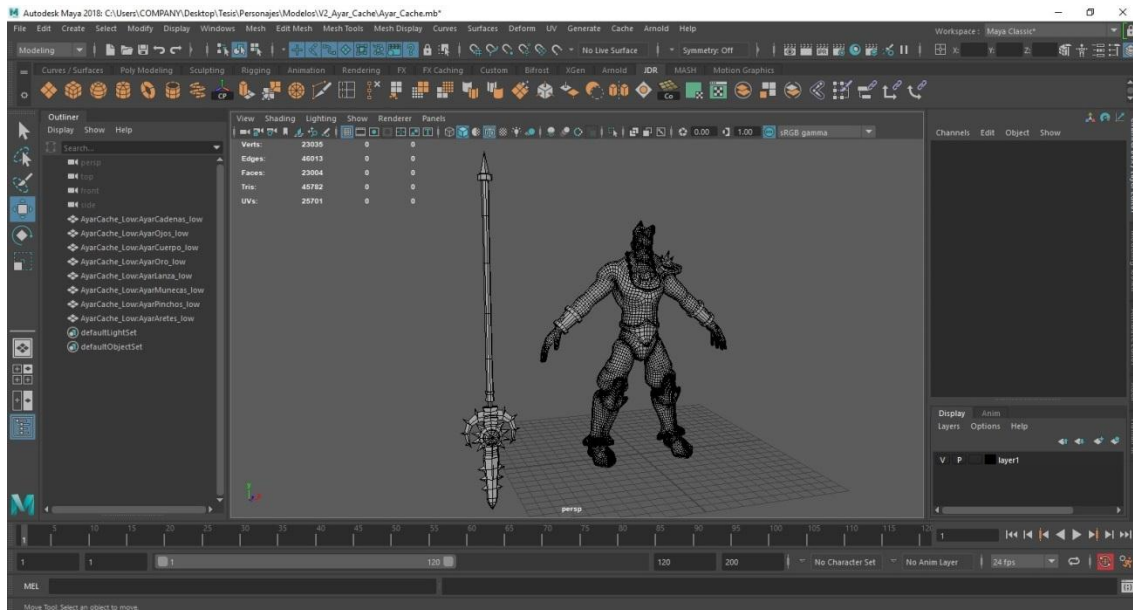 Autodesk Maya 2018: C:\Users\COMPANY\Desktop\Tesis\Personajes\Modelos\V2_Ayar_Cache\Ayar_Cache.mb*
File Edit Create Select Modify Display Windows Mesh Edit Mesh Mesh Tools Mesh Display Curves Surfaces Deform UV Generate Cache Arnold Help
Workspace: Maya Classic*
Modeling
No Live Surface
Symmetry: Off
X:
Y:
Z:
Curves / Surfaces Poly Modeling Sculpting Rigging Animation Rendering FX FX Caching Custom Bifrost XGen Arnold JDR MASH Motion Graphics
CP
Co
Outliner
Display Show Help
Search...
persp
top
front
side
AyarCache_Low:AyarCadenas_low
AyarCache_Low:AyarOjos_low
AyarCache_Low:AyarCuerpo_low
AyarCache_Low:AyarOro_low
AyarCache_Low:AyarLanza_low
AyarCache_Low:AyarMunecas_low
AyarCache_Low:AyarPinchos_low
AyarCache_Low:AyarAretes_low
defaultLightSet
defaultObjectSet
View Shading Lighting Show Renderer Panels
0.00
1.00
sRGB gamma
Verts: 23035 0 0
Edges: 46013 0 0
Faces: 23004 0 0
Tris: 45762 0 0
UVs: 25701 0 0
persp
Channels Edit Object Show
Display Anim
Layers Options Help
V P layer1
5 10 15 20 25 30 35 40 45 50 55 60 65 70 75 80 85 90 95 100 105 110 115 120
1
1
1 1 1 120 120 200 No Character Set No Anim Layer 24 fps
MEL
Move Tool: Select an object to move.